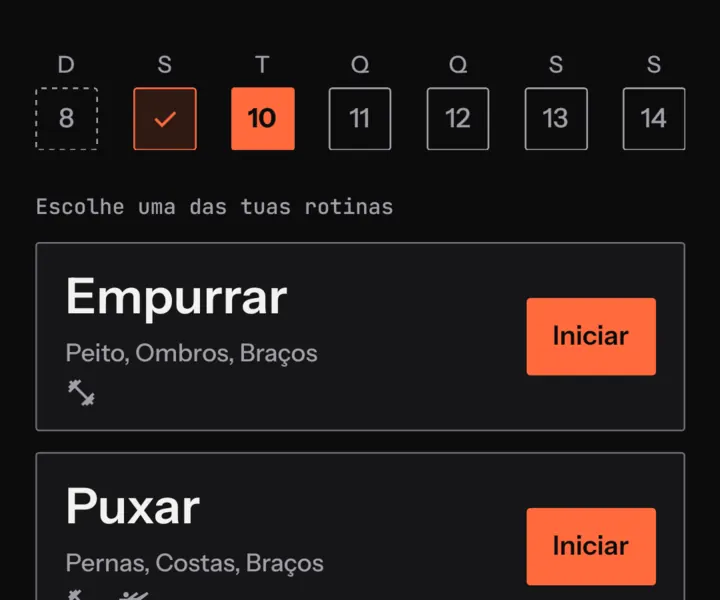 D S T Q Q S S
8 10 11 12 13 14
Escolhe uma das tuas rotinas
Empurrar
Peito, Ombros, Braços
Iniciar
Puxar
Pernas, Costas, Braços
Iniciar